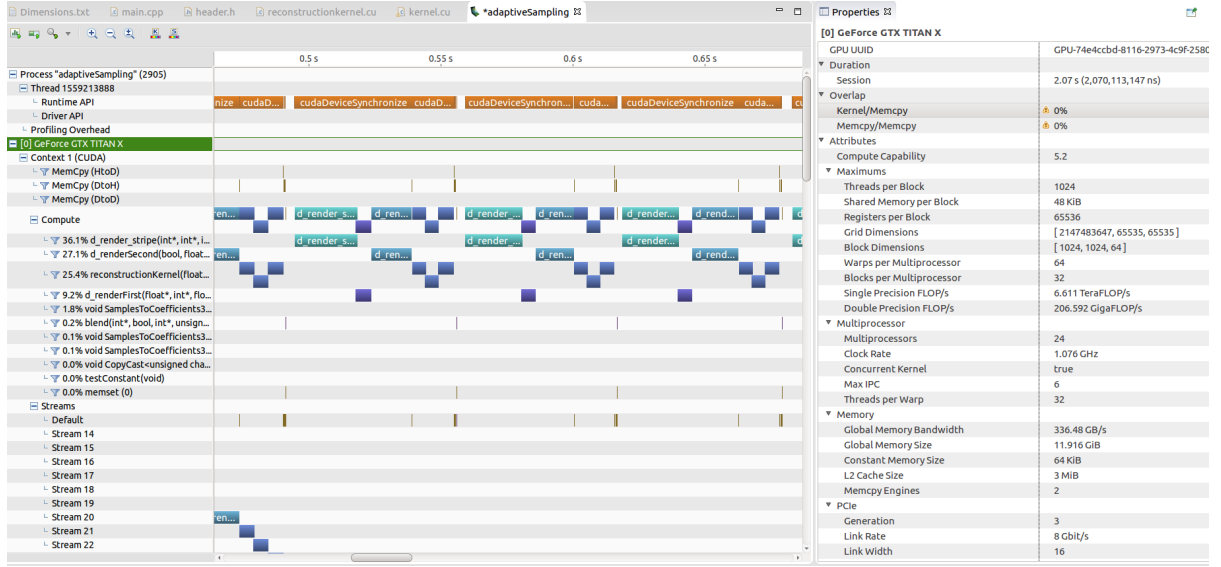 Dimensions.txt main.cpp header.h reconstructionkernel.cu kernel.cu *adaptiveSampling
0.5 s 0.55 s 0.6 s 0.65 s
Process "adaptiveSampling" (2905)
Thread 1559213888
Runtime API nize cudaD... cudaDeviceSynchronize cudaD... cudaDeviceSynchron... cuda... cudaDeviceSynchronize cuda... cu
Driver API
Profiling Overhead
[0] GeForce GTX TITAN X
Context 1 (CUDA)
MemCpy (HtoD)
MemCpy (DtoH)
MemCpy (DtoD)
Compute en... d_render_s... d_ren... d_render_... d_ren... d_render... d_rend... d
36.1% d_render_stripe(int*, int*, i... d_render_s... d_render_... d_render... d
27.1% d_renderSecond(bool, float... ren... d_ren... d_ren... d_rend...
25.4% reconstructionKernel(float...
9.2% d_renderFirst(float*, int*, flo...
1.8% void SamplesToCoefficients3...
0.2% blend(int*, bool, int*, unsign...
0.1% void SamplesToCoefficients3...
0.1% void SamplesToCoefficients3...
0.0% void CopyCast<unsigned cha...
0.0% testConstant(void)
0.0% memset (0)
Streams
Default
Stream 14
Stream 15
Stream 16
Stream 17
Stream 18
Stream 19
Stream 20 en...
Stream 21
Stream 22
Properties
[0] GeForce GTX TITAN X
GPU UUID GPU-74e4ccbd-8116-2973-4c9f-2580
Duration
Session 2.07 s (2,070,113,147 ns)
Overlap
Kernel/Memcpy 0%
Memcpy/Memcpy 0%
Attributes
Compute Capability 5.2
Maximums
Threads per Block 1024
Shared Memory per Block 48 KiB
Registers per Block 65536
Grid Dimensions [ 2147483647, 65535, 65535 ]
Block Dimensions [ 1024, 1024, 64 ]
Warps per Multiprocessor 64
Blocks per Multiprocessor 32
Single Precision FLOP/s 6.611 TeraFLOP/s
Double Precision FLOP/s 206.592 GigaFLOP/s
Multiprocessor
Multiprocessors 24
Clock Rate 1.076 GHz
Concurrent Kernel true
Max IPC 6
Threads per Warp 32
Memory
Global Memory Bandwidth 336.48 GB/s
Global Memory Size 11.916 GiB
Constant Memory Size 64 KiB
L2 Cache Size 3 MiB
Memcpy Engines 2
PCIe
Generation 3
Link Rate 8 Gbit/s
Link Width 16